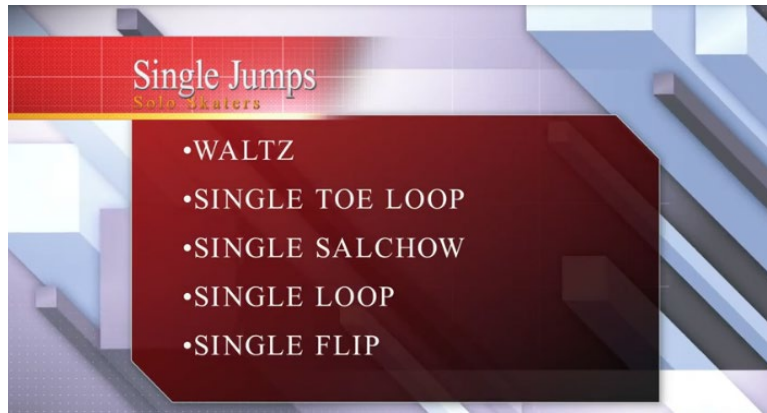 Single Jumps
Solo Skaters
•WALTZ
•SINGLE TOE LOOP
•SINGLE SALCHOW
•SINGLE LOOP
•SINGLE FLIP